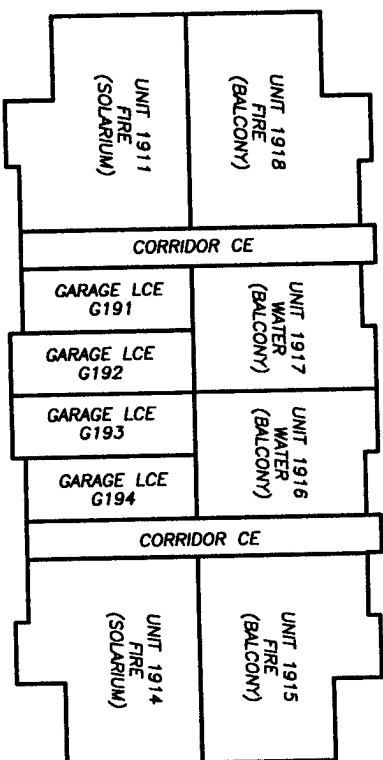 UNIT 1911
FIRE
(SOLARIUM)
UNIT 1918
FIRE
(BALCONY)
CORRIDOR CE
GARAGE LCE
G191
GARAGE LCE
G192
GARAGE LCE
G193
GARAGE LCE
G194
UNIT 1917
WATER
(BALCONY)
UNIT 1916
WATER
(BALCONY)
CORRIDOR CE
UNIT 1914
FIRE
(SOLARIUM)
UNIT 1915
FIRE
(BALCONY)